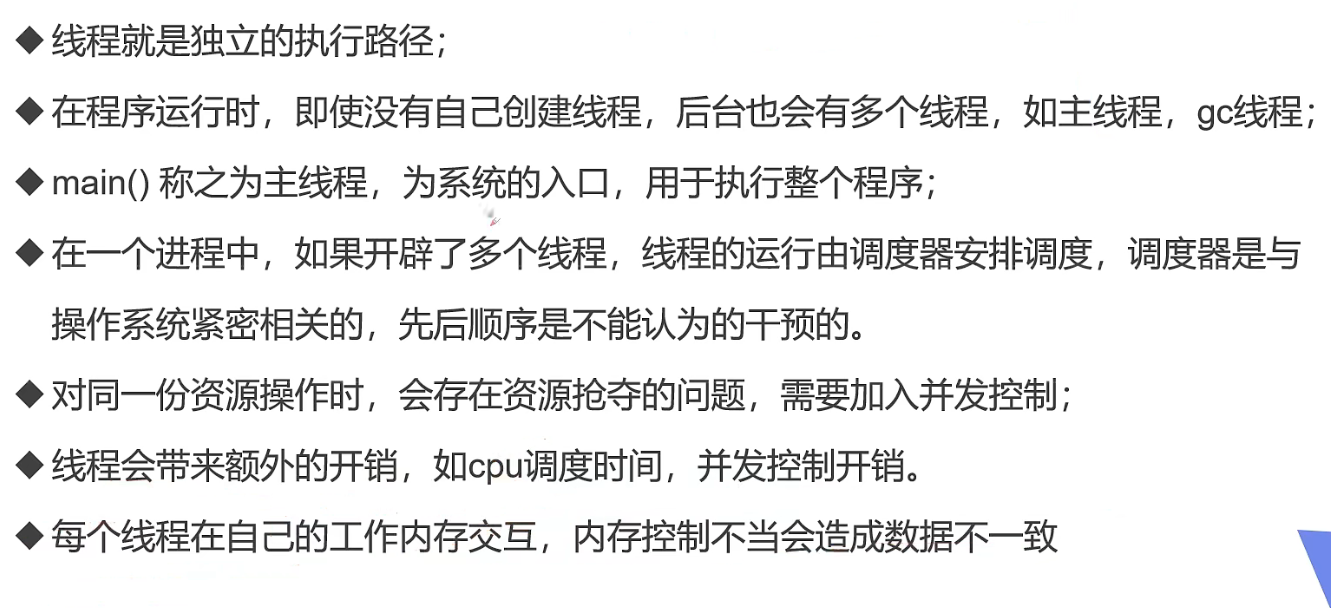 ◆线程就是独立的执行路径；
◆在程序运行时，即使没有自己创建线程，后台也会有多个线程，如主线程，gc线程；
◆main() 称之为主线程，为系统的入口，用于执行整个程序；
◆在一个进程中，如果开辟了多个线程，线程的运行由调度器安排调度，调度器是与
操作系统紧密相关的，先后顺序是不能认为的干预的。
◆对同一份资源操作时，会存在资源抢夺的问题，需要加入并发控制；
◆线程会带来额外的开销，如cpu调度时间，并发控制开销。
◆每个线程在自己的工作内存交互，内存控制不当会造成数据不一致